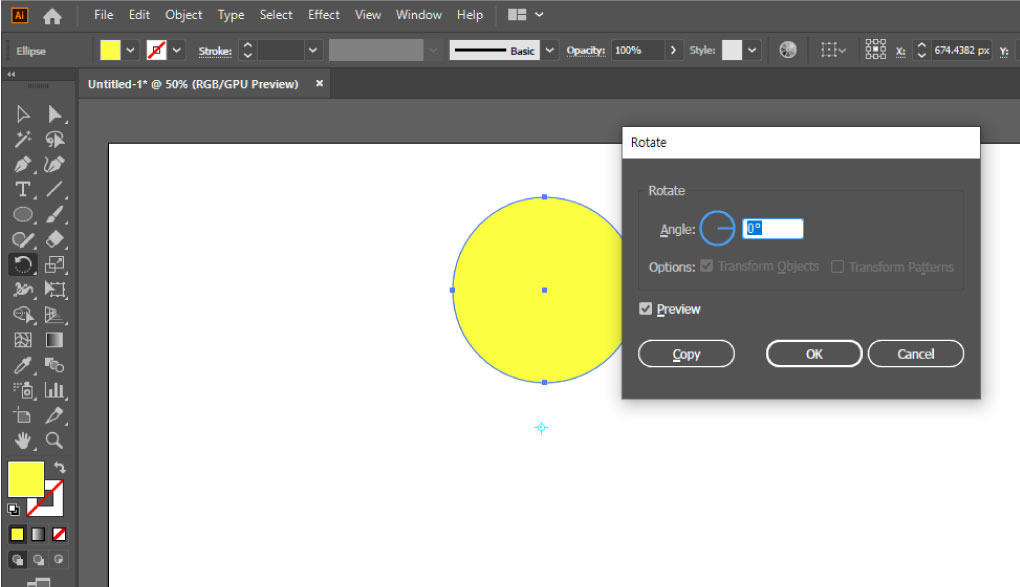 Ai File Edit Object Type Select Effect View Window Help
Ellipse Stroke: Basic Opacity: 100% Style: X: 674.4382 px Y:
Untitled-1* @ 50% (RGB/GPU Preview) ×
Rotate
Rotate
Angle: 0°
Options: Transform Objects Transform Patterns
Preview
Copy OK Cancel